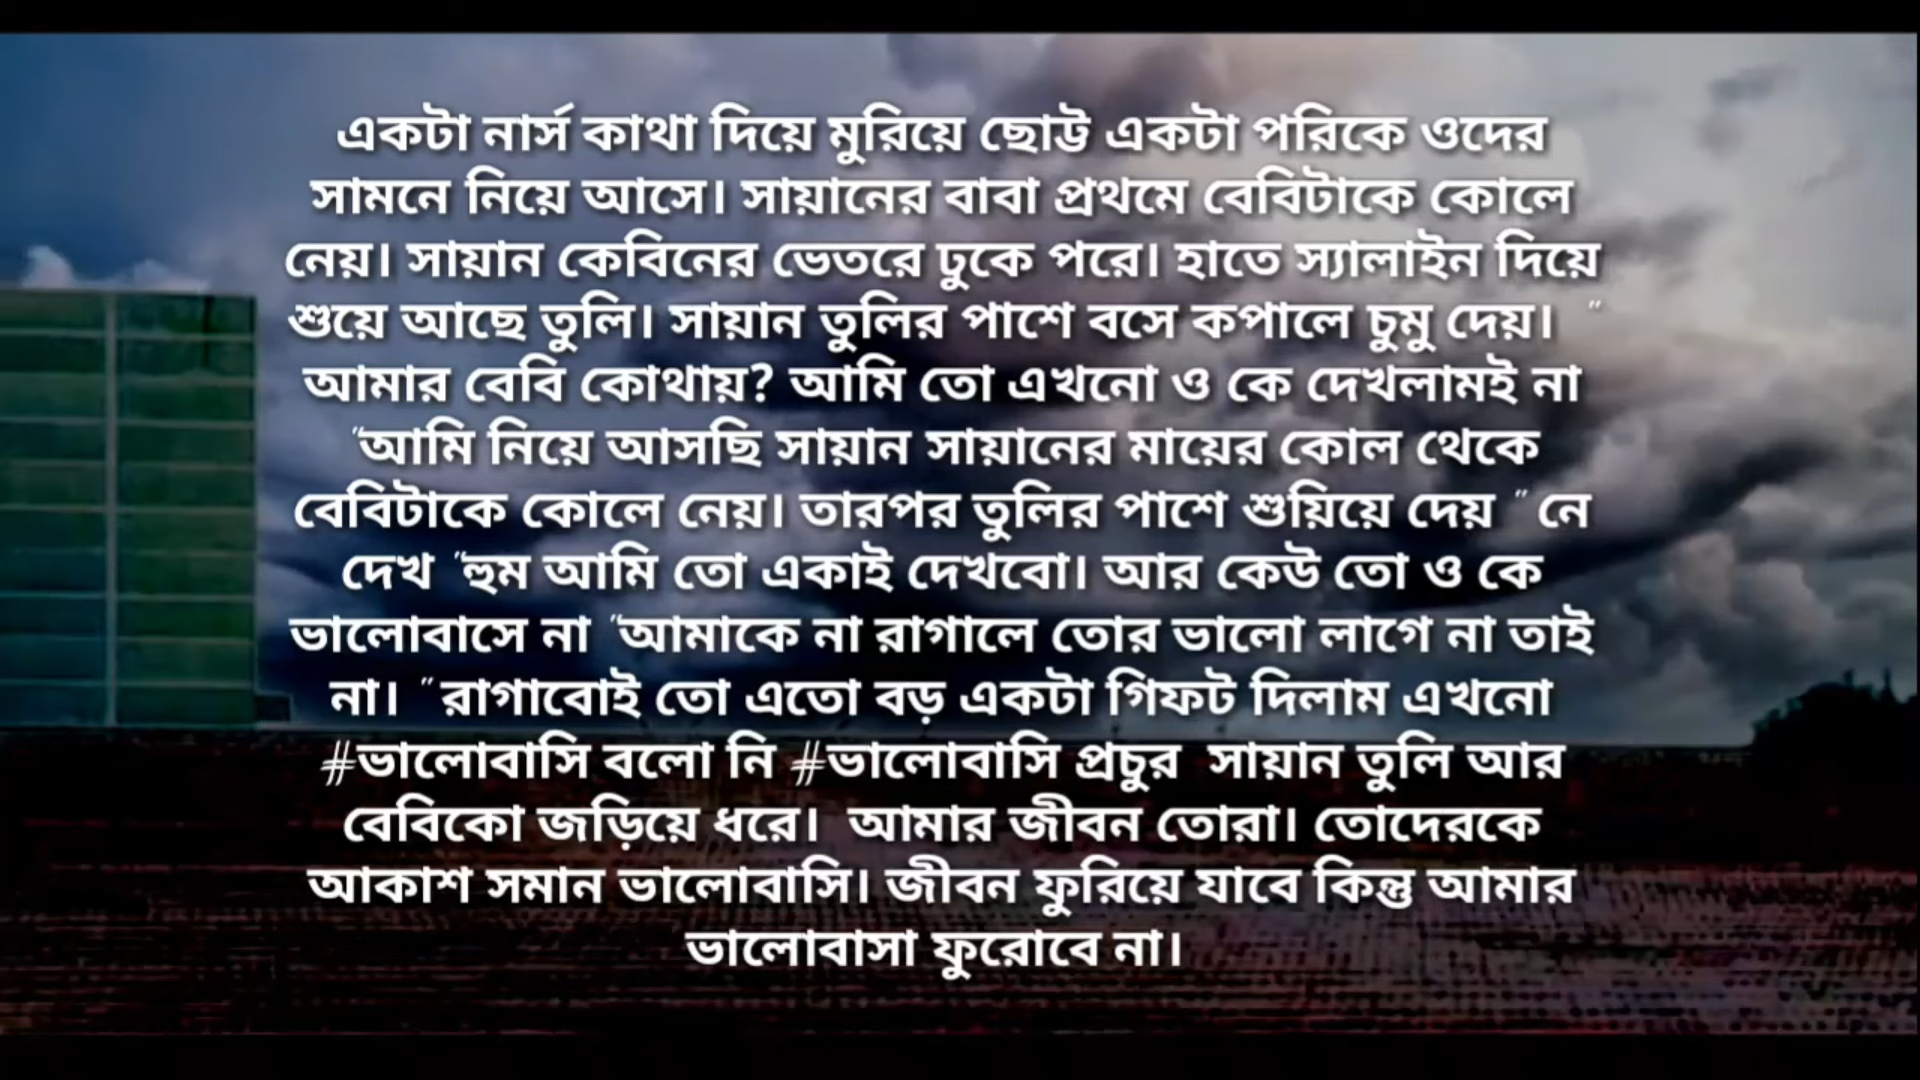 একটা নার্স কাথা দিয়ে মুরিয়ে ছোট্ট একটা পরিকে ওদের
সামনে নিয়ে আসে। সায়ানের বাবা প্রথমে বেবিটাকে কোলে
নেয়। সায়ান কেবিনের ভেতরে ঢুকে পরে। হাতে স্যালাইন দিয়ে
শুয়ে আছে তুলি। সায়ান তুলির পাশে বসে কপালে চুমু দেয়। "
আমার বেবি কোথায়? আমি তো এখনো ও কে দেখলামই না
"আমি নিয়ে আসছি সায়ান সায়ানের মায়ের কোল থেকে
বেবিটাকে কোলে নেয়। তারপর তুলির পাশে শুয়িয়ে দেয় " নে
দেখ "হুম আমি তো একাই দেখবো। আর কেউ তো ও কে
ভালোবাসে না "আমাকে না রাগালে তোর ভালো লাগে না তাই
না। " রাগাবোই তো এতো বড় একটা গিফট দিলাম এখনো
#ভালোবাসি বলো নি #ভালোবাসি প্রচুর সায়ান তুলি আর
বেবিকো জড়িয়ে ধরে। আমার জীবন তোরা। তোদেরকে
আকাশ সমান ভালোবাসি। জীবন ফুরিয়ে যাবে কিন্তু আমার
ভালোবাসা ফুরোবে না।